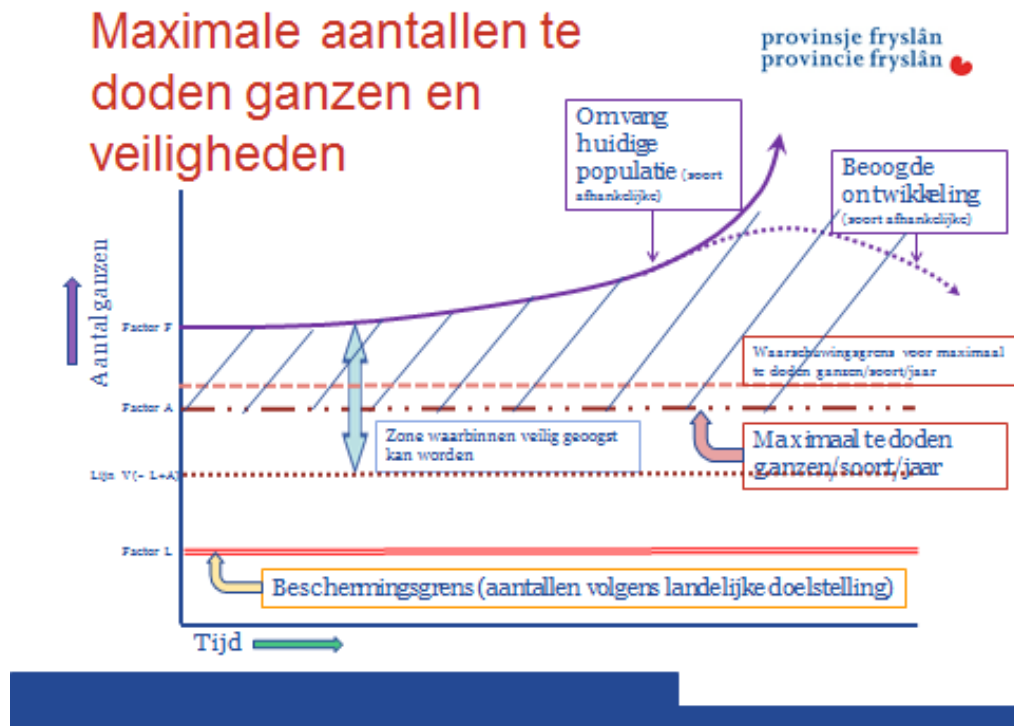 Maximale aantallen te
doden ganzen en
veiligheden
provinsje fryslân
provincie fryslân
Omvang
huidige
populatie (soort
afhankelijke)
Beoogde
ontwikkeling
(soort afhankelijke)
Aantal ganzen
Factor F
Waarschuwingsgrens voor maximaal
te doden ganzen/soort/jaar
Factor A
Zone waarbinnen veilig geoogst
kan worden
Maximaal te doden
ganzen/soort/jaar
Lijn V(= L+A)
Factor L
Beschermingsgrens (aantallen volgens landelijke doelstelling)
Tijd